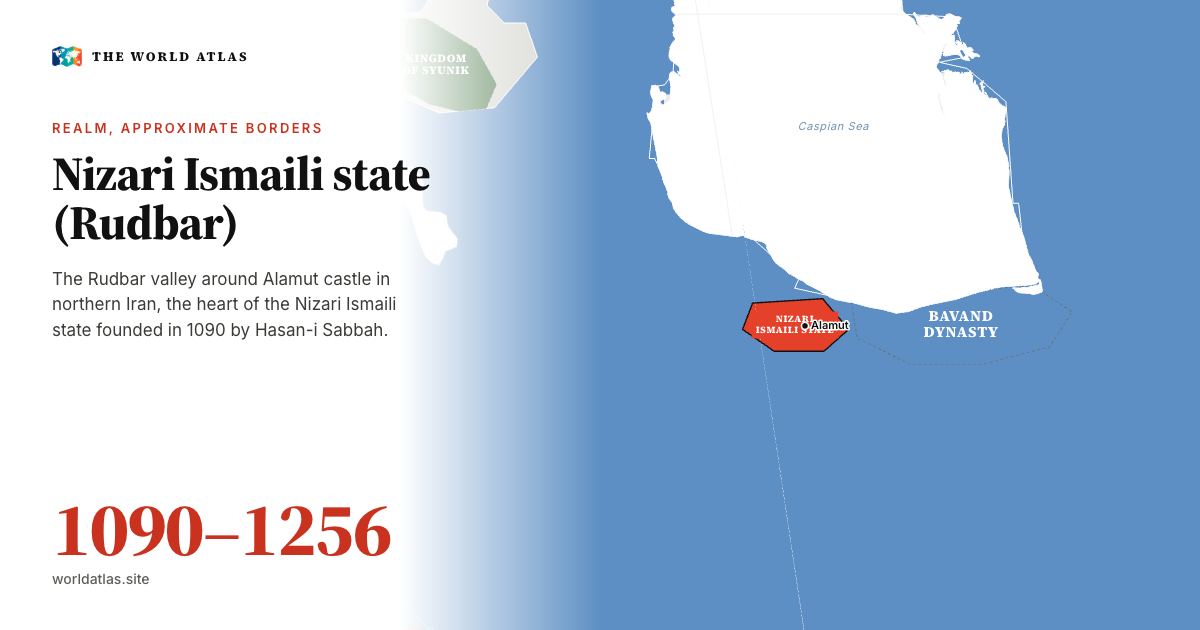 THE WORLD ATLAS
REALM, APPROXIMATE BORDERS
Nizari Ismaili state
(Rudbar)
The Rudbar valley around Alamut castle in
northern Iran, the heart of the Nizari Ismaili
state founded in 1090 by Hasan-i Sabbah.
1090–1256
worldatlas.site
KINGDOM
OF SYUNIK
Caspian Sea
NIZARI
ISMAILI STATE
Alamut
BAVAND
DYNASTY